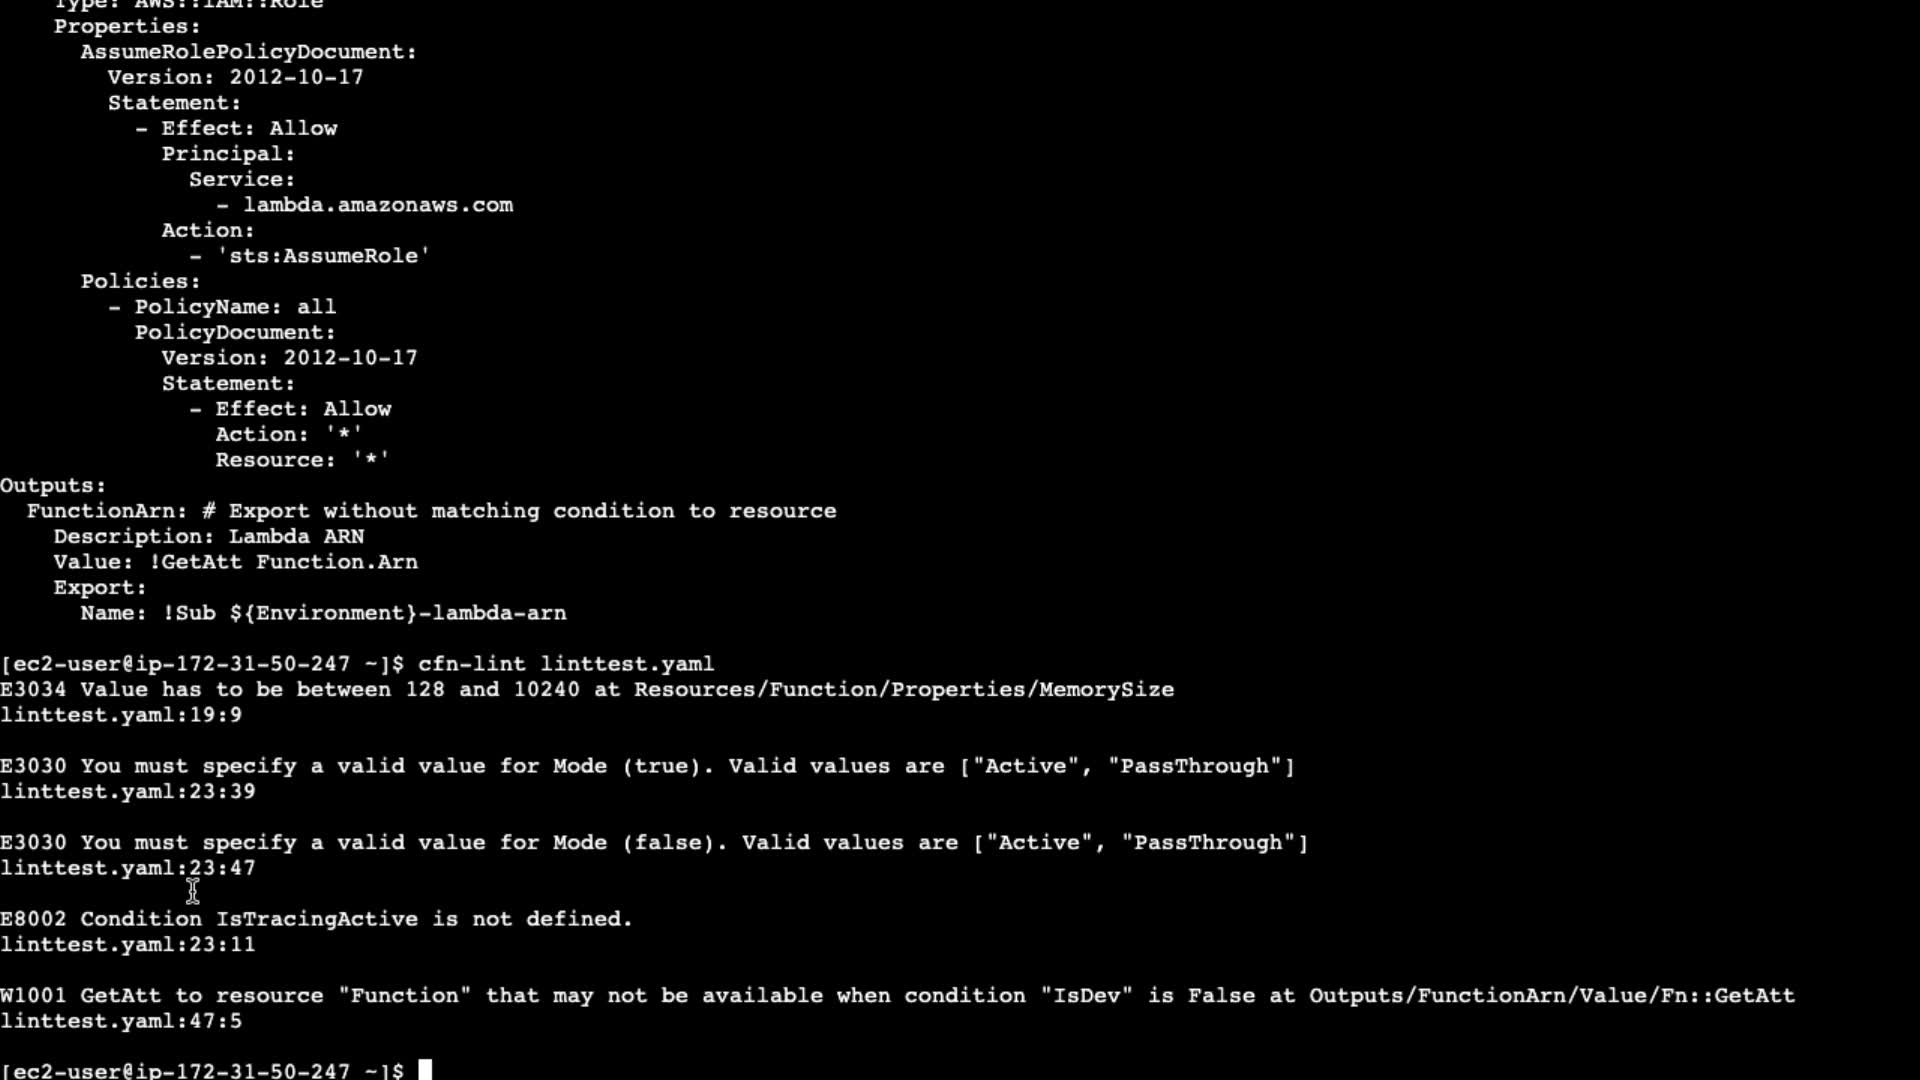 Type: AWS::IAM::Role
Properties:
AssumeRolePolicyDocument:
Version: 2012-10-17
Statement:
- Effect: Allow
Principal:
Service:
- lambda.amazonaws.com
Action:
- 'sts:AssumeRole'
Policies:
- PolicyName: all
PolicyDocument:
Version: 2012-10-17
Statement:
- Effect: Allow
Action: '*'
Resource: '*'
Outputs:
FunctionArn: # Export without matching condition to resource
Description: Lambda ARN
Value: !GetAtt Function.Arn
Export:
Name: !Sub ${Environment}-lambda-arn
[ec2-user@ip-172-31-50-247 ~]$ cfn-lint linttest.yaml
E3034 Value has to be between 128 and 10240 at Resources/Function/Properties/MemorySize
linttest.yaml:19:9
E3030 You must specify a valid value for Mode (true). Valid values are ["Active", "PassThrough"]
linttest.yaml:23:39
E3030 You must specify a valid value for Mode (false). Valid values are ["Active", "PassThrough"]
linttest.yaml:23:47
E8002 Condition IsTracingActive is not defined.
linttest.yaml:23:11
W1001 GetAtt to resource "Function" that may not be available when condition "IsDev" is False at Outputs/FunctionArn/Value/Fn::GetAtt
linttest.yaml:47:5
[ec2-user@ip-172-31-50-247 ~]$